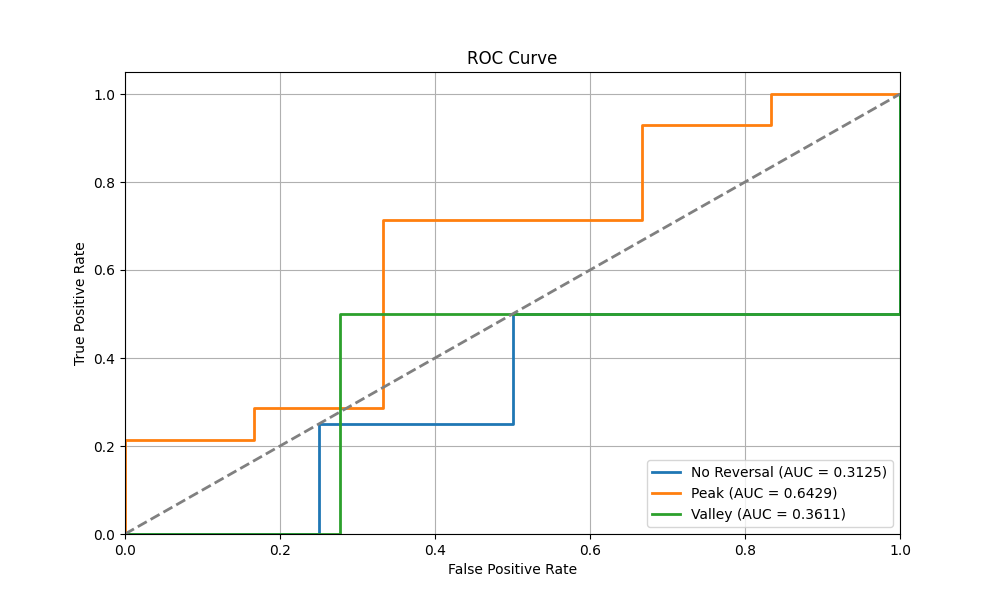 ROC Curve
1.0
0.8
0.6
0.4
0.2
0.0
True Positive Rate
No Reversal (AUC = 0.3125)
Peak (AUC = 0.6429)
Valley (AUC = 0.3611)
0.0 0.2 0.4 0.6 0.8 1.0
False Positive Rate